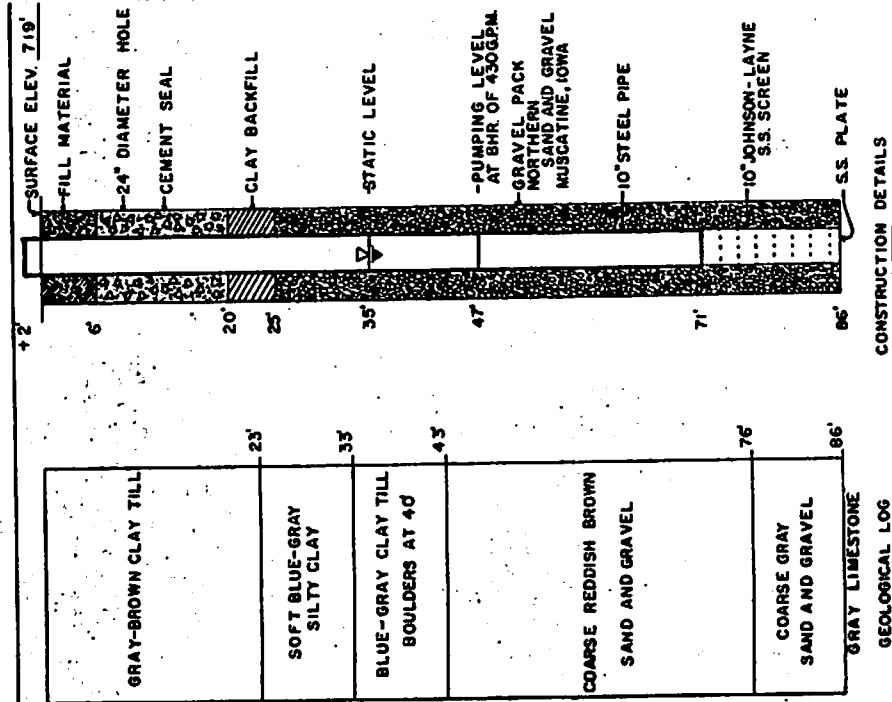 SURFACE ELEV. 719'
FILL MATERIAL
24" DIAMETER HOLE
CEMENT SEAL
CLAY BACKFILL
STATIC LEVEL
PUMPING LEVEL
AT 8HR. OF 430G.P.M.
GRAVEL PACK
NORTHERN
SAND AND GRAVEL
MUSCATINE, IOWA
10" STEEL PIPE
10" JOHNSON-LAYNE
S.S. SCREEN
S.S. PLATE
+2'
6'
20'
25'
35'
47'
71'
86'
CONSTRUCTION DETAILS
GRAY-BROWN CLAY TILL
23'
SOFT BLUE-GRAY
SILTY CLAY
33'
BLUE-GRAY CLAY TILL
BOULDERS AT 40'
43'
COARSE REDDISH BROWN
SAND AND GRAVEL
76'
COARSE GRAY
SAND AND GRAVEL
86'
GRAY LIMESTONE
GEOLOGICAL LOG